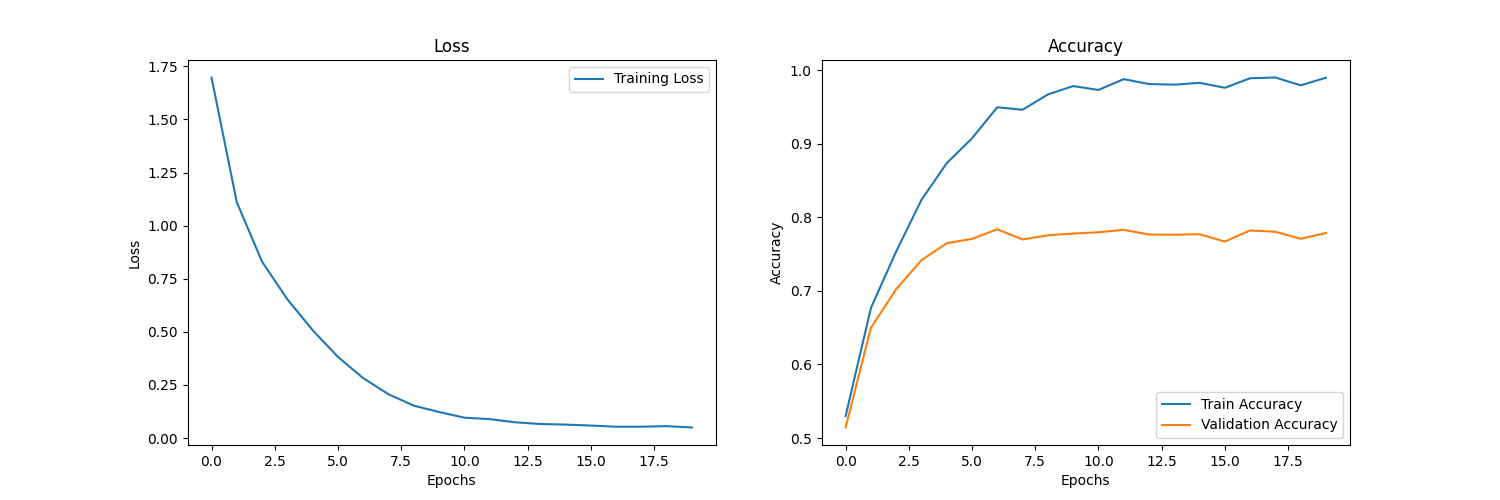 Loss
Training Loss
1.75
1.50
1.25
1.00
0.75
0.50
0.25
0.00
Loss
0.0 2.5 5.0 7.5 10.0 12.5 15.0 17.5
Epochs
Accuracy
1.0
0.9
0.8
0.7
0.6
0.5
Accuracy
Train Accuracy
Validation Accuracy
0.0 2.5 5.0 7.5 10.0 12.5 15.0 17.5
Epochs